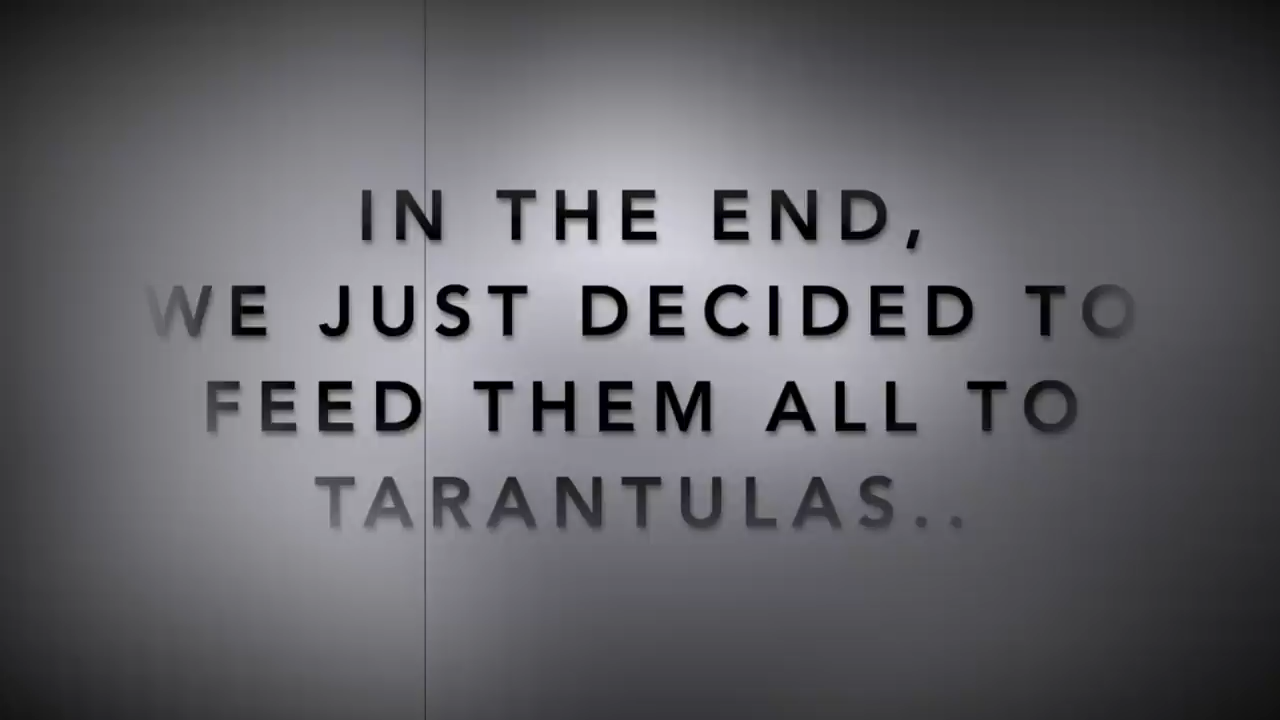 IN THE END,
WE JUST DECIDED TO
FEED THEM ALL TO
TARANTULAS..